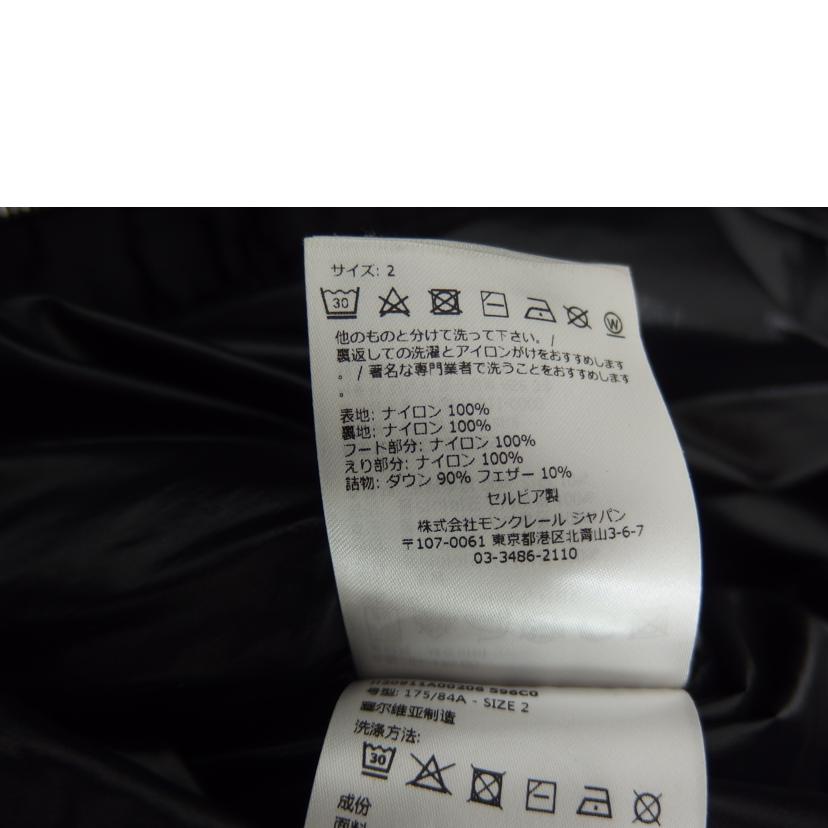 サイズ: 2
30
W
他のものと分けて洗って下さい。/
裏返しての洗濯とアイロンがけをおすすめします
。/ 著名な専門業者で洗うことをおすすめします
。
表地: ナイロン 100%
裏地: ナイロン 100%
フード部分: ナイロン 100%
えり部分: ナイロン 100%
詰物: ダウン 90% フェザー 10%
セルビア製
株式会社モンクレール ジャパン
〒107-0061 東京都港区北青山3-6-7
03-3486-2110
H20911A00206 596C0
号型: 175/84A - SIZE 2
塞尔维亚制造
洗涤方法:
30
成份
面料